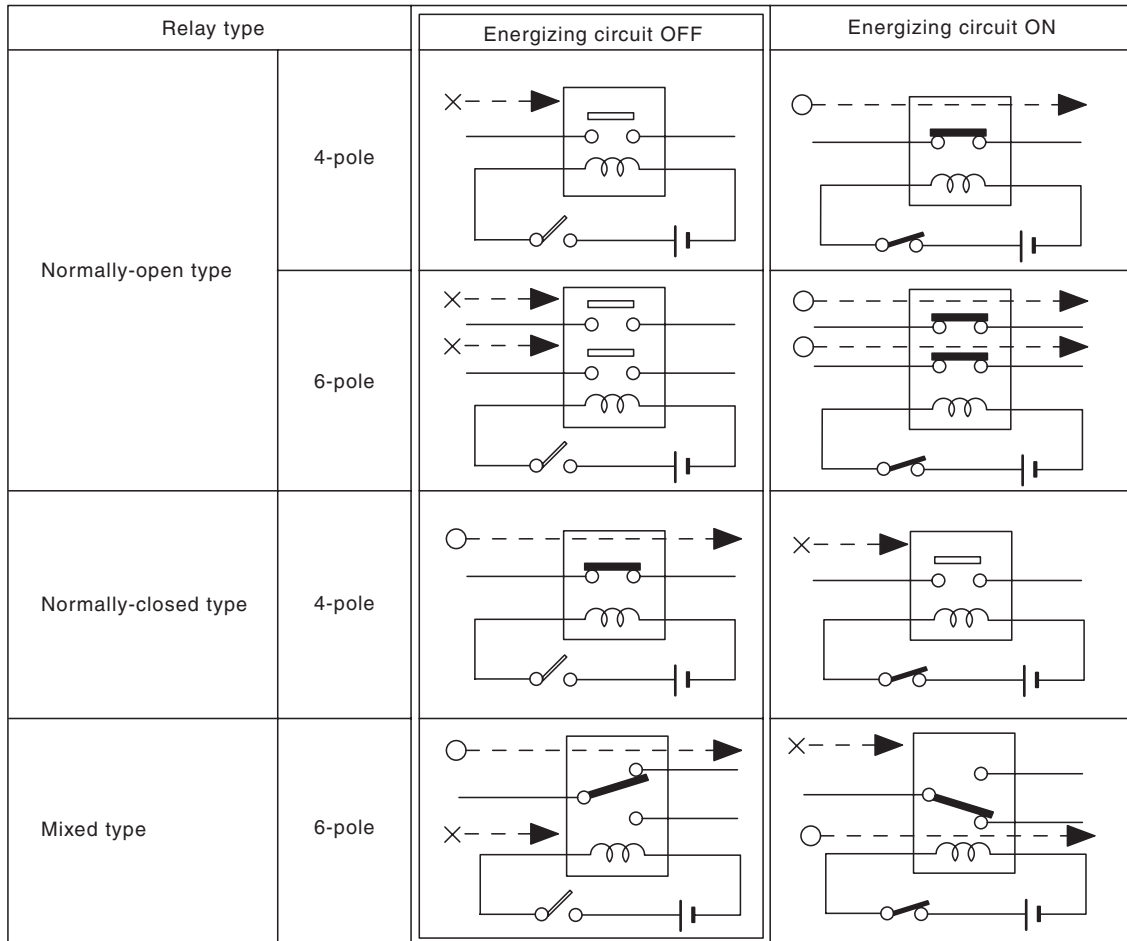 Relay type
Energizing circuit OFF
Energizing circuit ON
Normally-open type
4-pole
6-pole
Normally-closed type
4-pole
Mixed type
6-pole